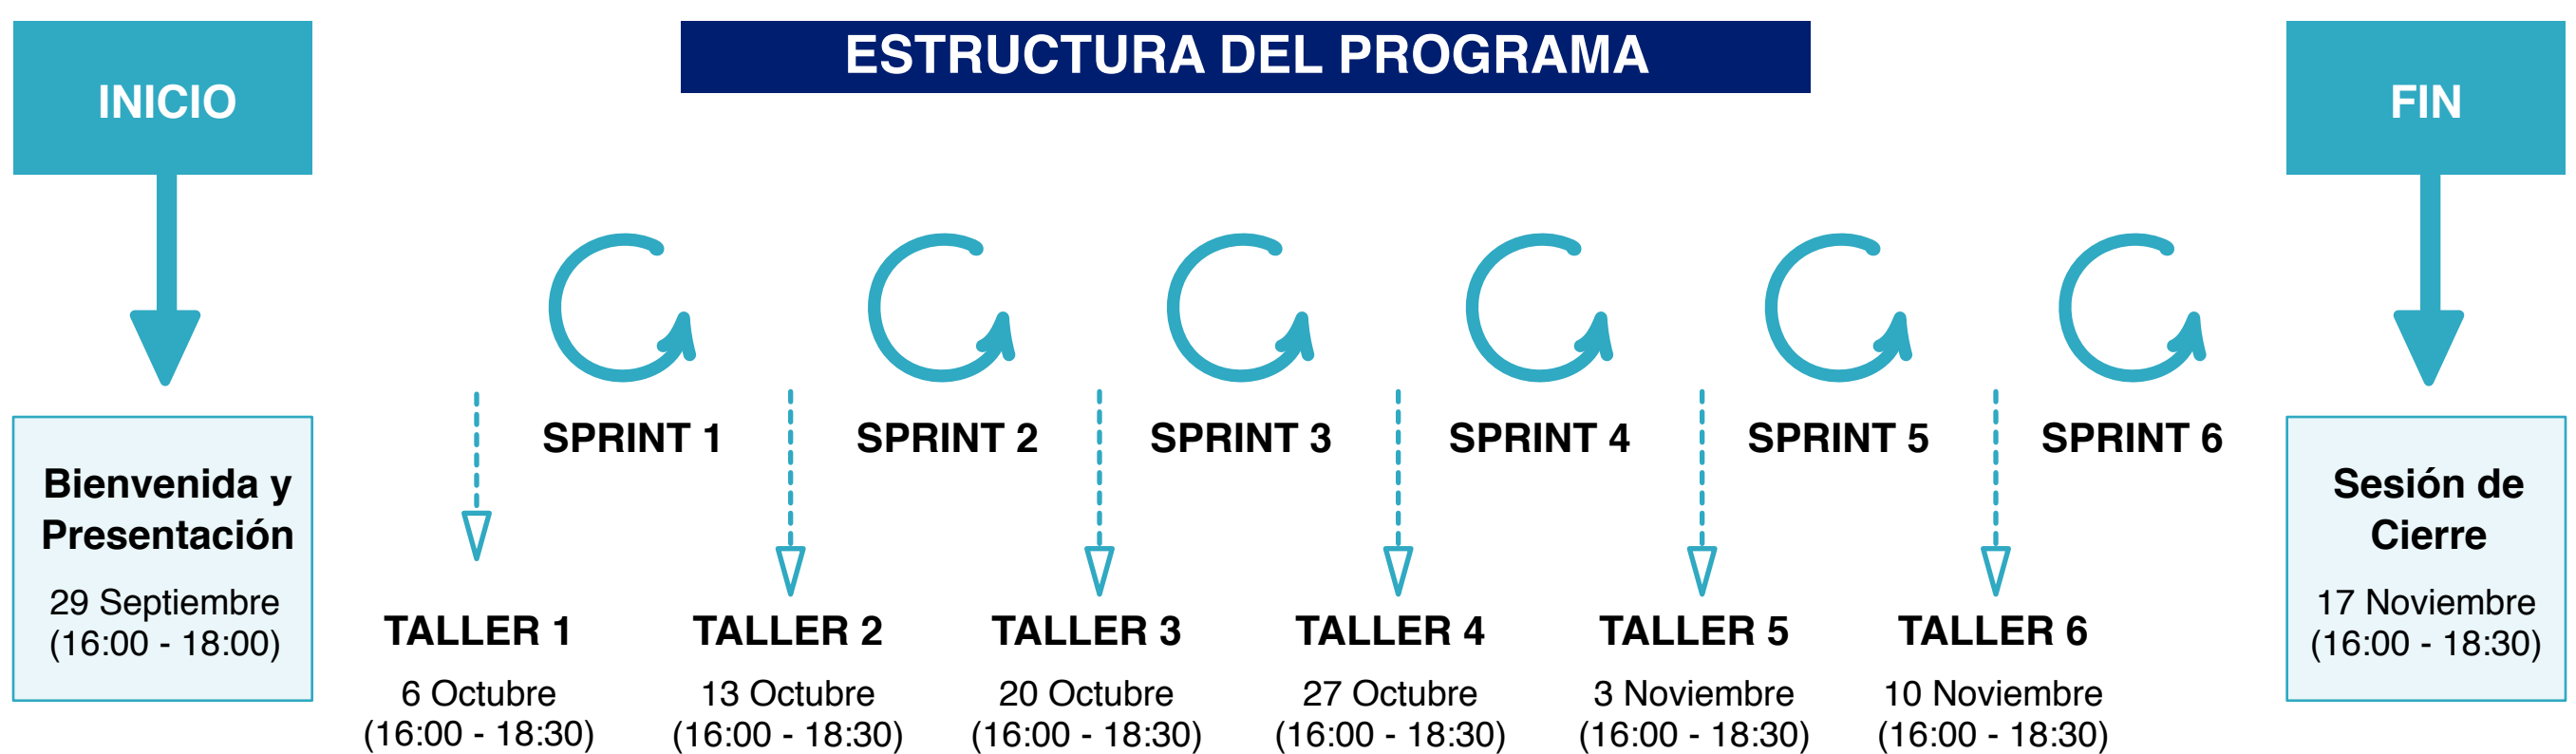 ESTRUCTURA DEL PROGRAMA
INICIO
FIN
Bienvenida y
Presentación
29 Septiembre
(16:00 - 18:00)
SPRINT 1
SPRINT 2
SPRINT 3
SPRINT 4
SPRINT 5
SPRINT 6
TALLER 1
6 Octubre
(16:00 - 18:30)
TALLER 2
13 Octubre
(16:00 - 18:30)
TALLER 3
20 Octubre
(16:00 - 18:30)
TALLER 4
27 Octubre
(16:00 - 18:30)
TALLER 5
3 Noviembre
(16:00 - 18:30)
TALLER 6
10 Noviembre
(16:00 - 18:30)
Sesión de
Cierre
17 Noviembre
(16:00 - 18:30)